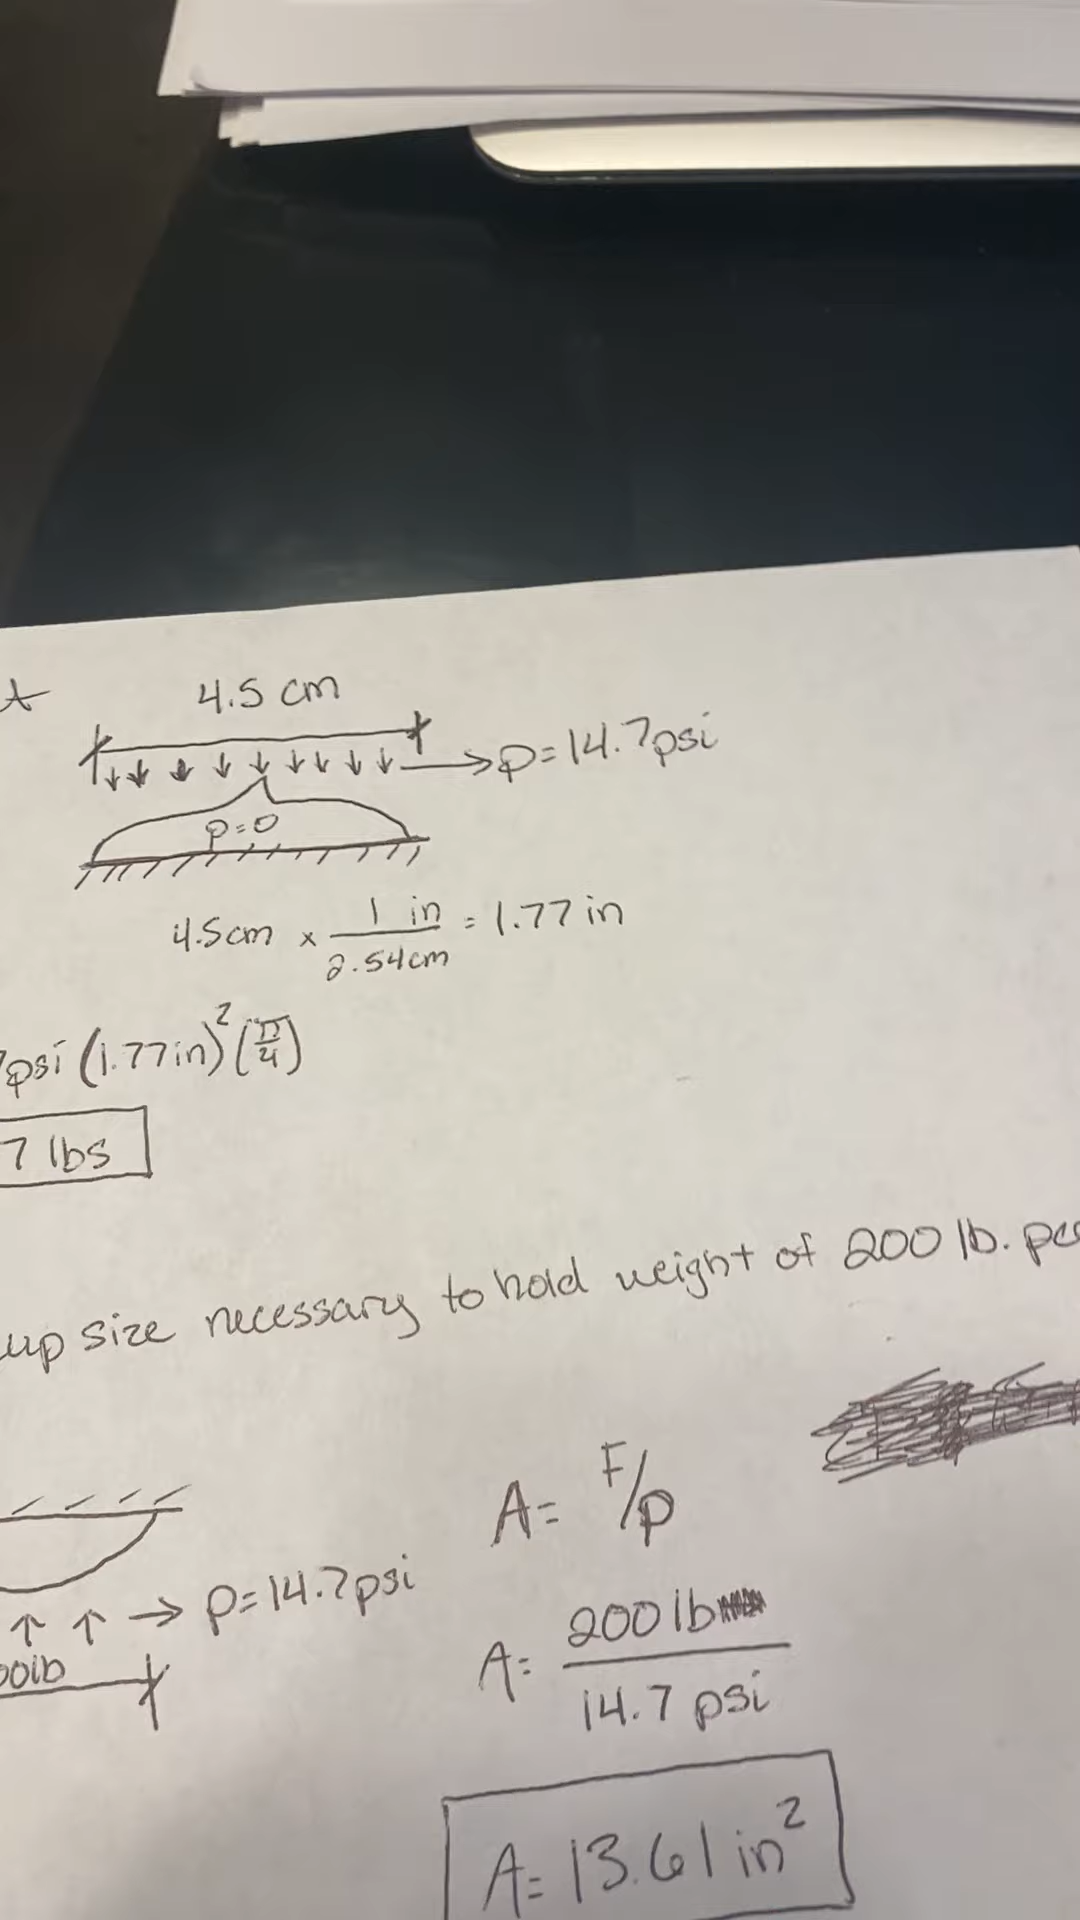 A
4.5 cm
p=14.7psi
p=0
4.5cm × 1 in / 2.54cm = 1.77 in
psi (1.77in)²(π/4)
7 lbs
up size necessary to hold weight of 200 lb.
p=14.7psi
00lb
A= F/p
A= 200 lb / 14.7 psi
A= 13.61 in²